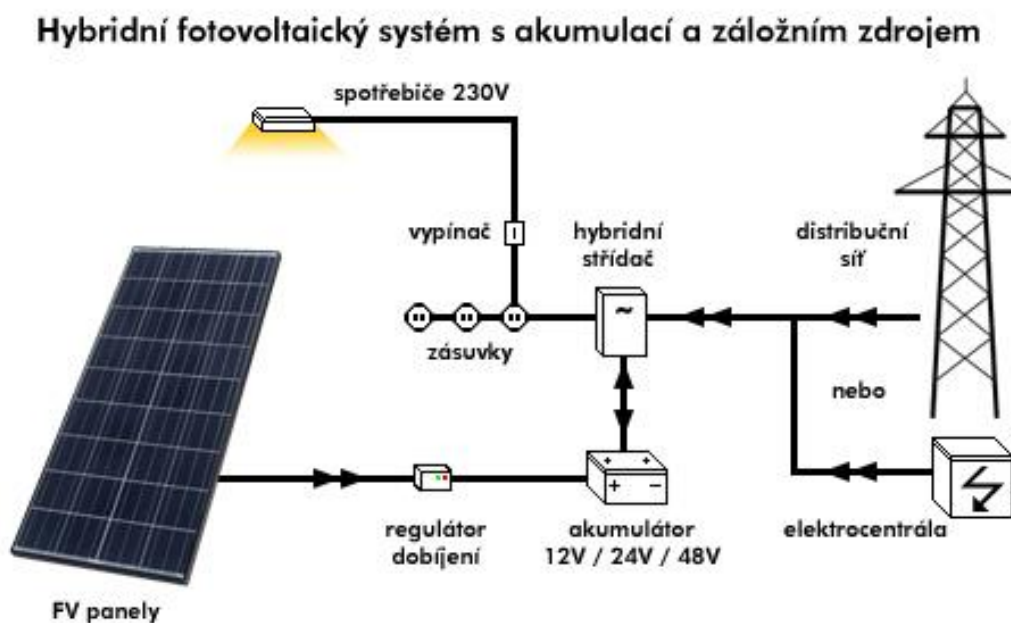 Hybridní fotovoltaický systém s akumulací a záložním zdrojem
spotřebiče 230V
vypínač
hybridní
střídač
distribuční
síť
zásuvky
nebo
regulátor
dobíjení
akumulátor
12V / 24V / 48V
elektrocentrála
FV panely